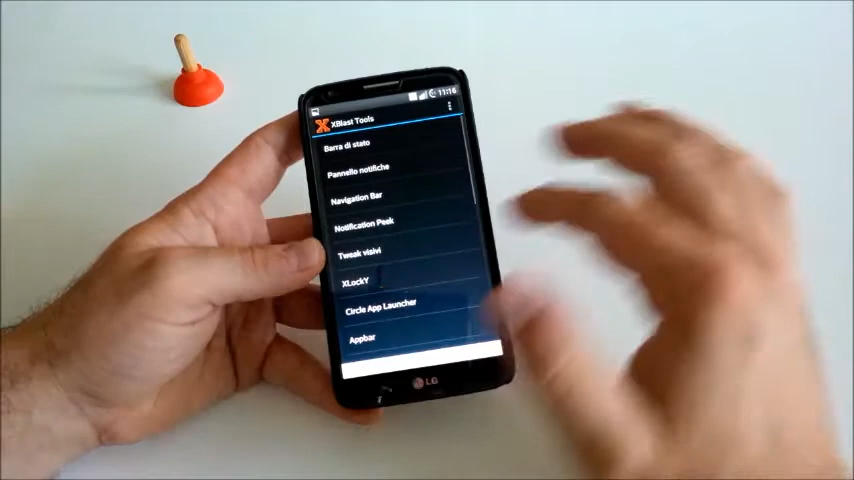 11:16
XBlast Tools
Barra di stato
Pannello notifiche
Navigation Bar
Notification Peek
Tweak visivi
XLockY
Circle App Launcher
Appbar
LG